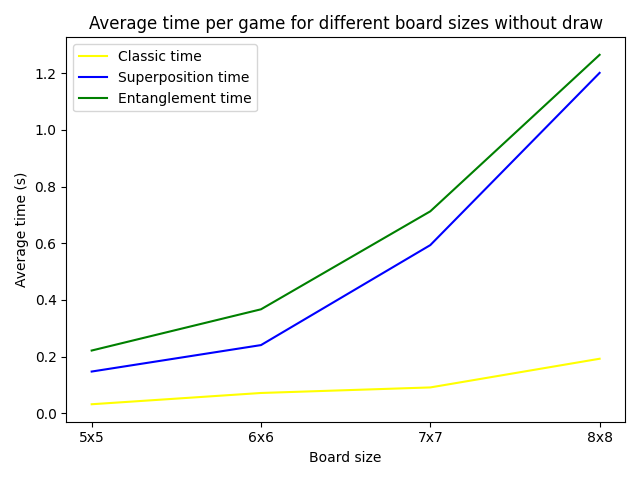 Average time per game for different board sizes without draw
Classic time
Superposition time
Entanglement time
1.2
1.0
0.8
0.6
0.4
0.2
0.0
Average time (s)
5x5 6x6 7x7 8x8
Board size